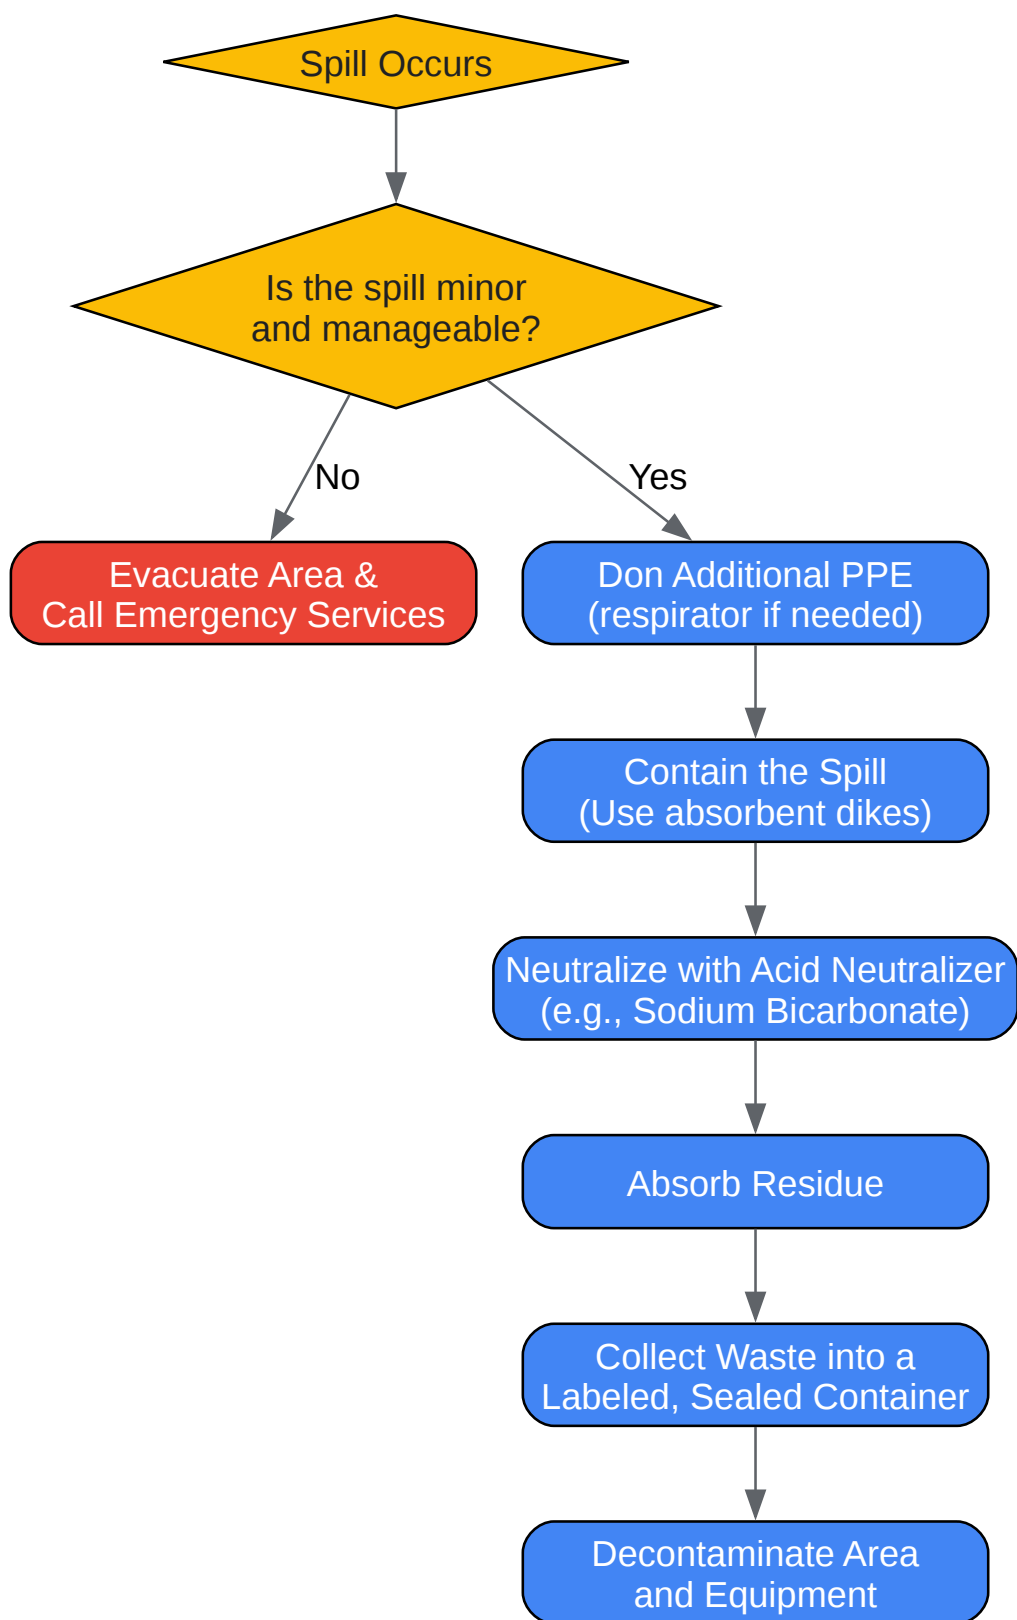 Spill Occurs
Is the spill minor
and manageable?
No
Yes
Evacuate Area &
Call Emergency Services
Don Additional PPE
(respirator if needed)
Contain the Spill
(Use absorbent dikes)
Neutralize with Acid Neutralizer
(e.g., Sodium Bicarbonate)
Absorb Residue
Collect Waste into a
Labeled, Sealed Container
Decontaminate Area
and Equipment